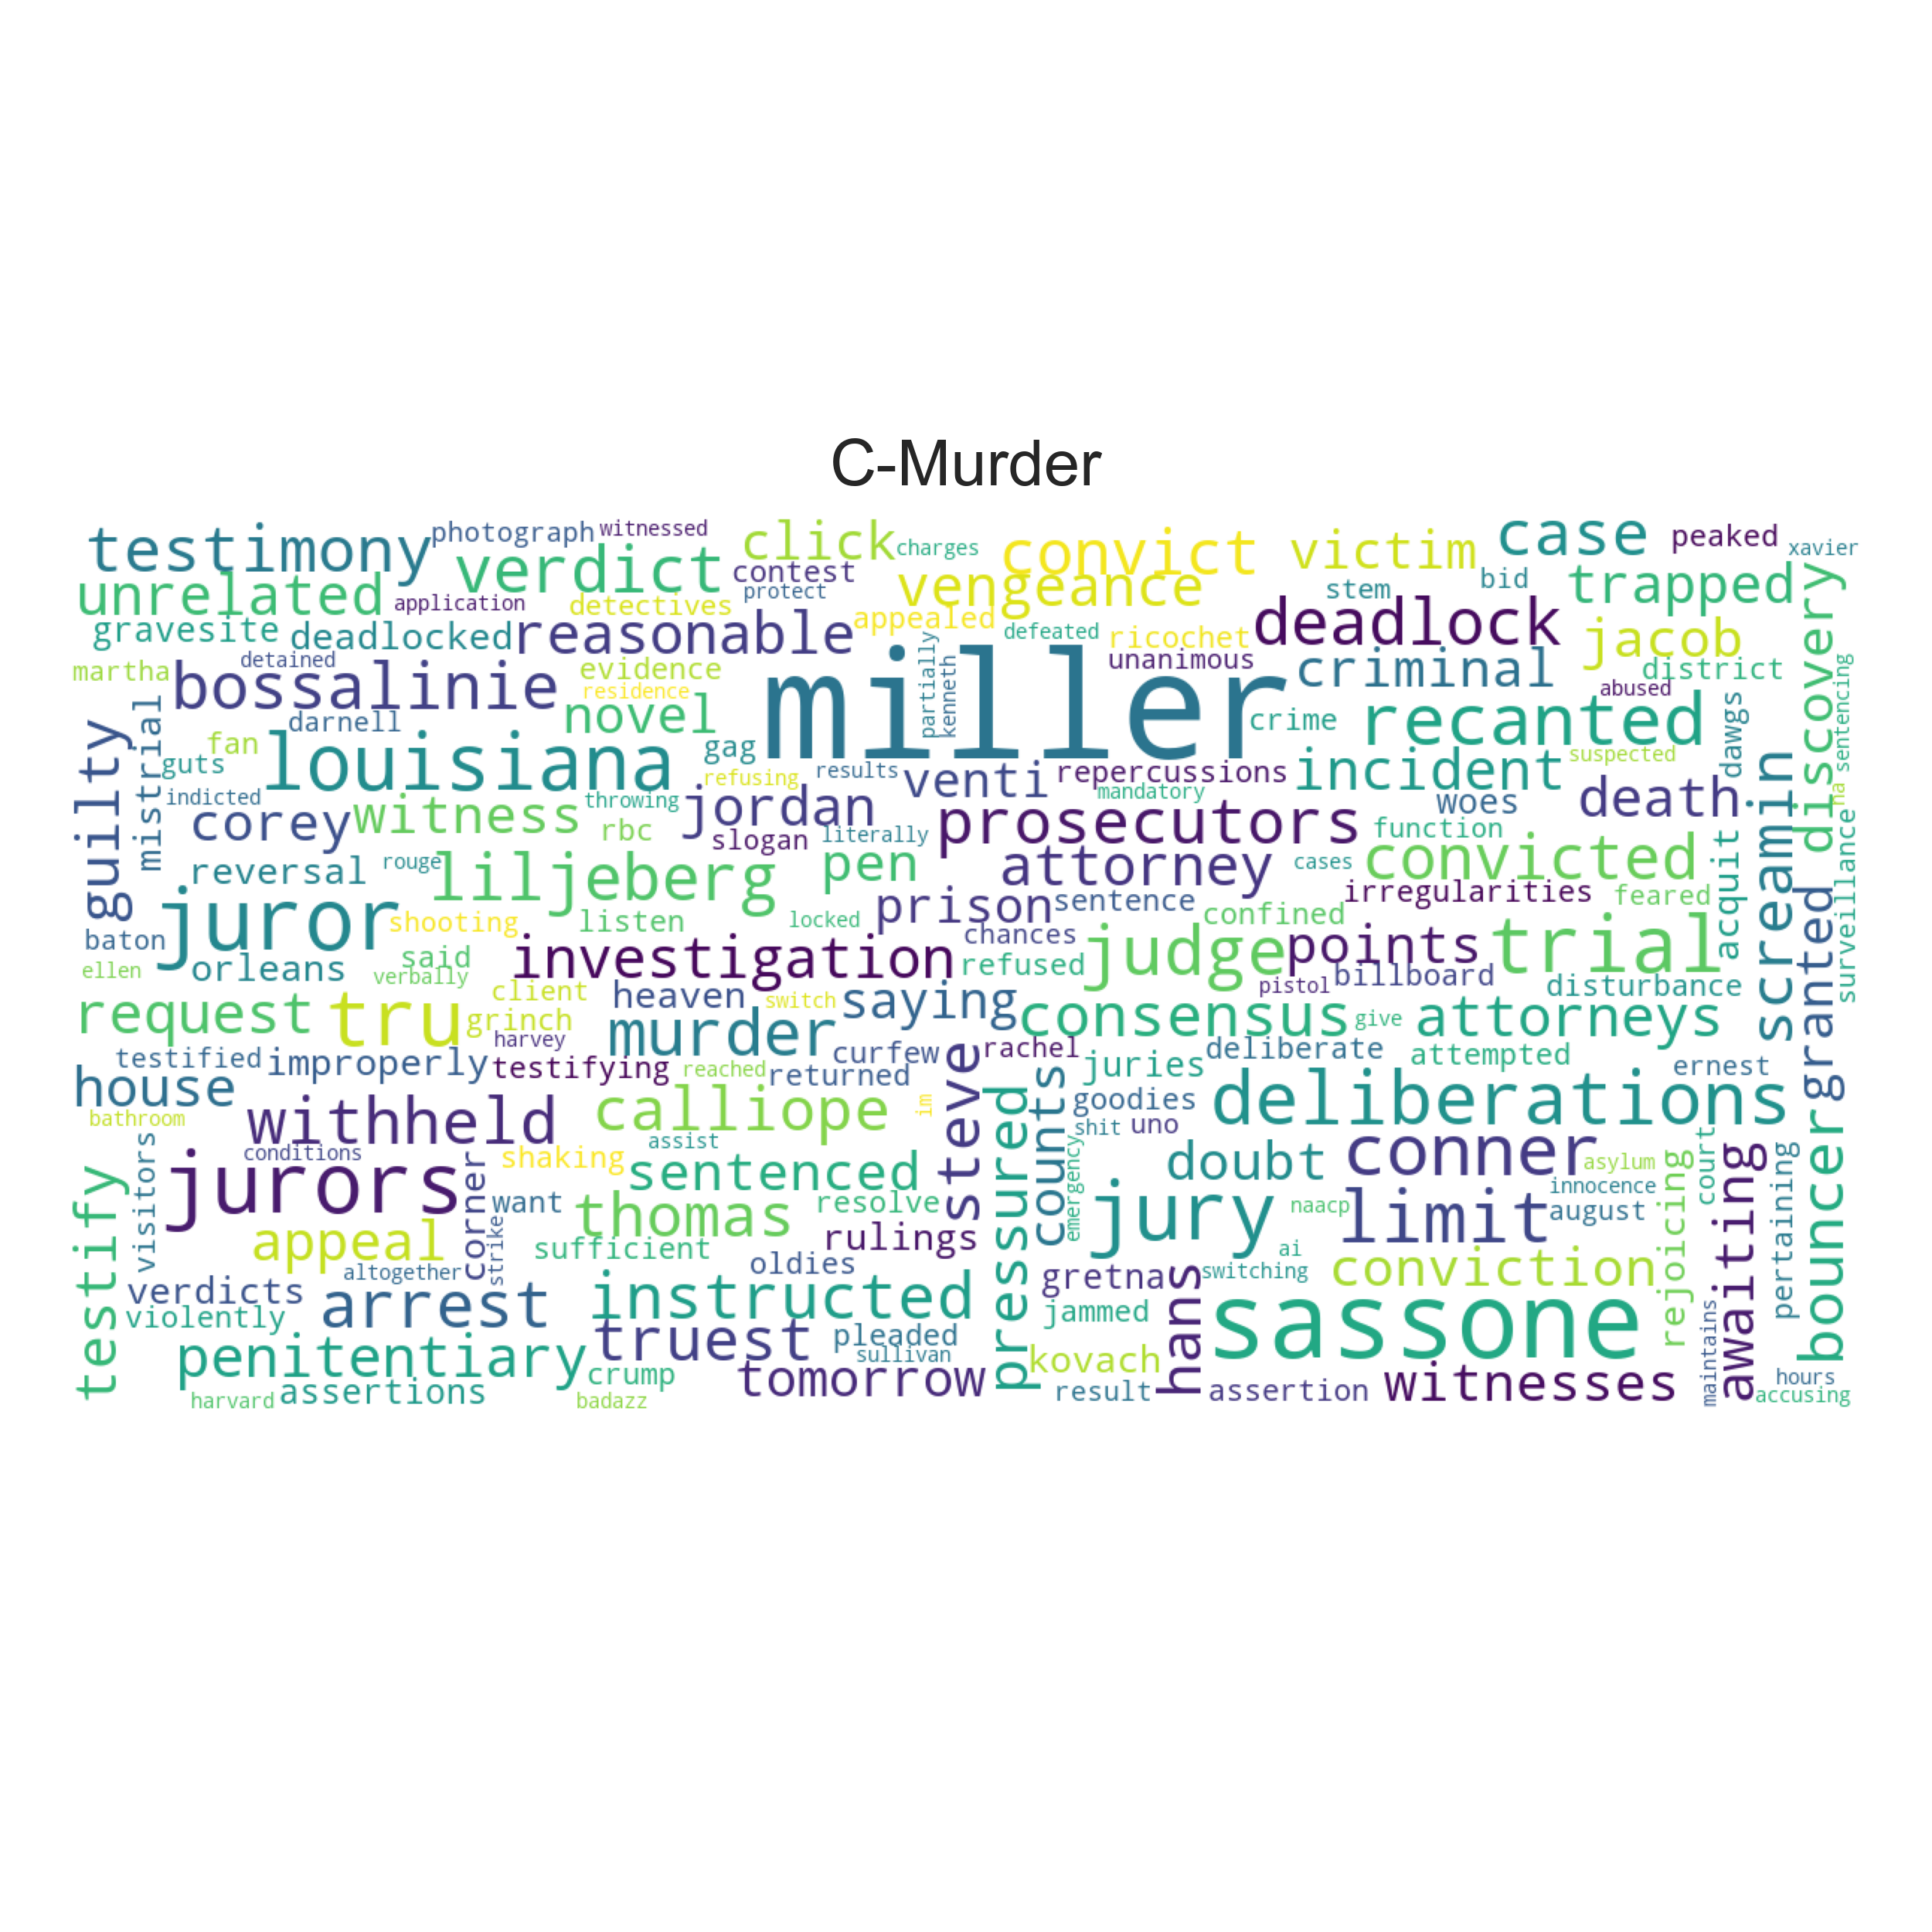 C-Murder
testimony photograph witnessed click charges convict victim case peaked xavier
unrelated verdict contest vengeance stem bid trapped
application detectives protect appealed
gravesite deadlocked reasonable defeated ricochet deadlock jacob discovery
martha detained evidence partially kenneth unanimous criminal district
bossalinie residence miller abused sentencing
guilty mistrial darnell novel crime recanted dawgs
fan louisiana gag suspected
guts refusing results venti repercussions incident
indicted throwing jordan mandatory woes death screamin ha
corey witness rbc slogan literally prosecutors function
reversal rouge liljeberg pen attorney cases convicted acquit surveillance
juror shooting listen locked prison sentence confined irregularities feared
baton said investigation chances judge points trial granted
ellen orleans verbally refused billboard
client heaven switch saying pistol disturbance
request tru grinch murder consensus give attorneys
testified improperly harvey testifying reached curfew steve rachel juries deliberate attempted ernest
house returned counts
bathroom withheld calliope im pressured goodies deliberations bouncer
visitors conditions assist emergency shit uno conner
jurors corner shaking sentenced doubt asylum rejoicing court awaiting pertaining
testify want thomas resolve jury naacp limit innocence
appeal strike sufficient rulings august
altogether oldies gretna hans ai switching conviction
verdicts arrest instructed sassone
violently truest pleaded jammed maintains
penitentiary crump sullivan kovach
harvard assertions badazz tomorrow result assertion witnesses hours accusing